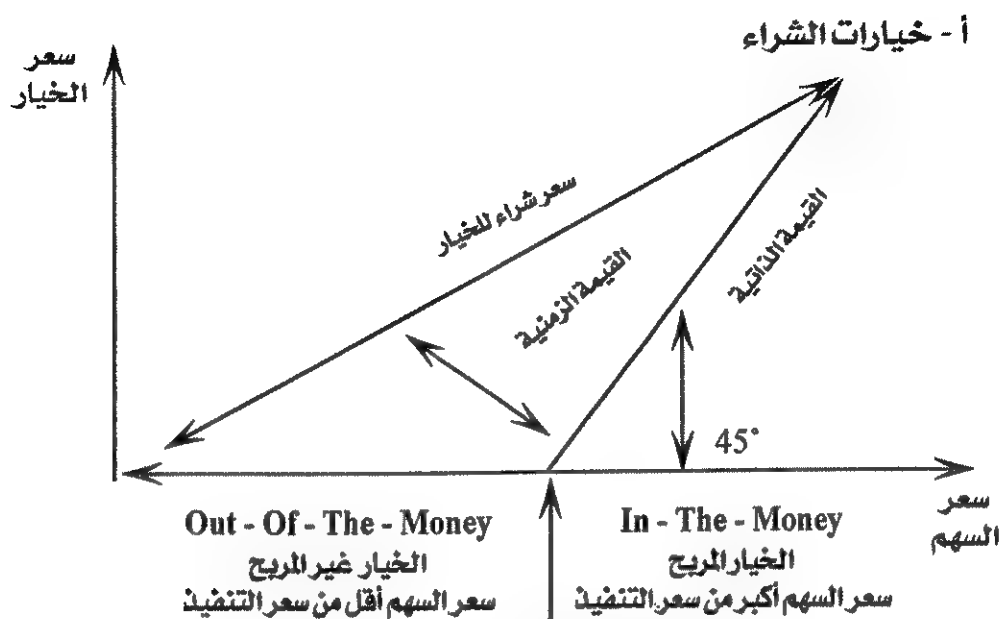 أ - خيارات الشراء
سعر
الخيار
سعر شراء للخيار
القيمة الزمنية
القيمة الذاتية
45°
سعر
السهم
In - The - Money
الخيار المربح
سعر السهم أكبر من سعر التنفيذ
Out - Of - The - Money
الخيار غير المربح
سعر السهم أقل من سعر التنفيذ